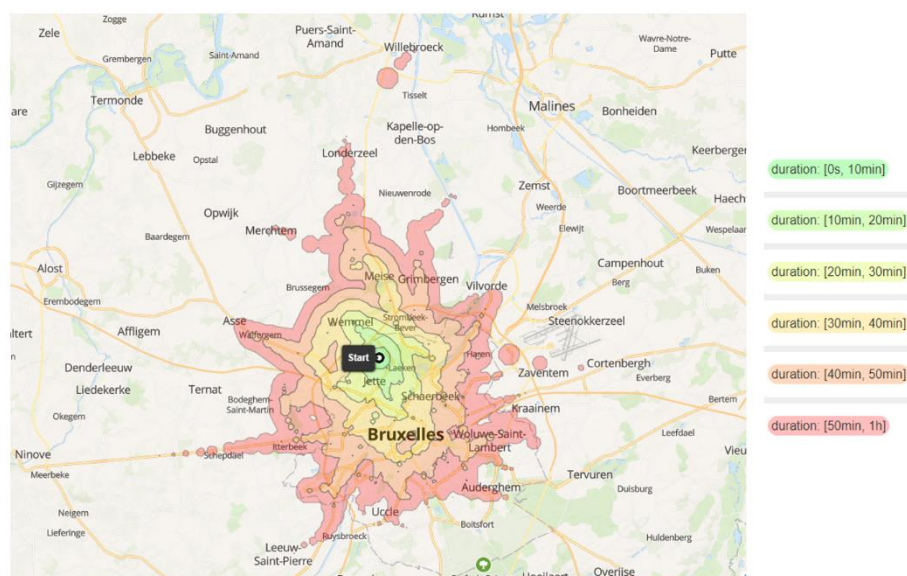 Zogge
Zele
Puers-Saint-
Amand
Rumst
Grembergen
Saint-Amand
Willebroeck
Wavre-Notre-
Dame
Putte
Termonde
Tisselt
Malines
Bonheiden
Buggenhout
Kapelle-op-
den-Bos
Hombeek
Keerbergen
Lebbeke
Opstal
Londerzeel
duration: [0s, 10min]
Gijzegem
Nieuwenrode
Zemst
Boortmeerbeek
Haech
Opwijk
Weerde
duration: [10min, 20min]
Baardegem
Merchtem
Elewijt
Wespelaar
Alost
Meise
Grimbergen
Campenhout
Buken
duration: [20min, 30min]
Brussegem
Vilvorde
Berg
Erembodegem
Melsbroek
Asse
Wemmel
Strombeek-
Bever
Steenokkerzeel
duration: [30min, 40min]
Affligem
Walfergem
Haren
Start
Laeken
Cortenbergh
Denderleeuw
Zaventem
Everberg
duration: [40min, 50min]
Liedekerke
Ternat
Jette
Bodeghem-
Saint-Martin
Schaerbeek
Bertem
Okegem
Kraainem
duration: [50min, 1h]
Bruxelles
Woluwe-Saint-
Lambert
Leefdael
Ninove
Schepdael
Itterbeek
Meerbeke
Tervuren
Auderghem
Duisburg
Neigem
Uccle
Boitsfort
Lieferinge
Ruysbroeck
Huldenberg
Leeuw-
Saint-Pierre
Overijse